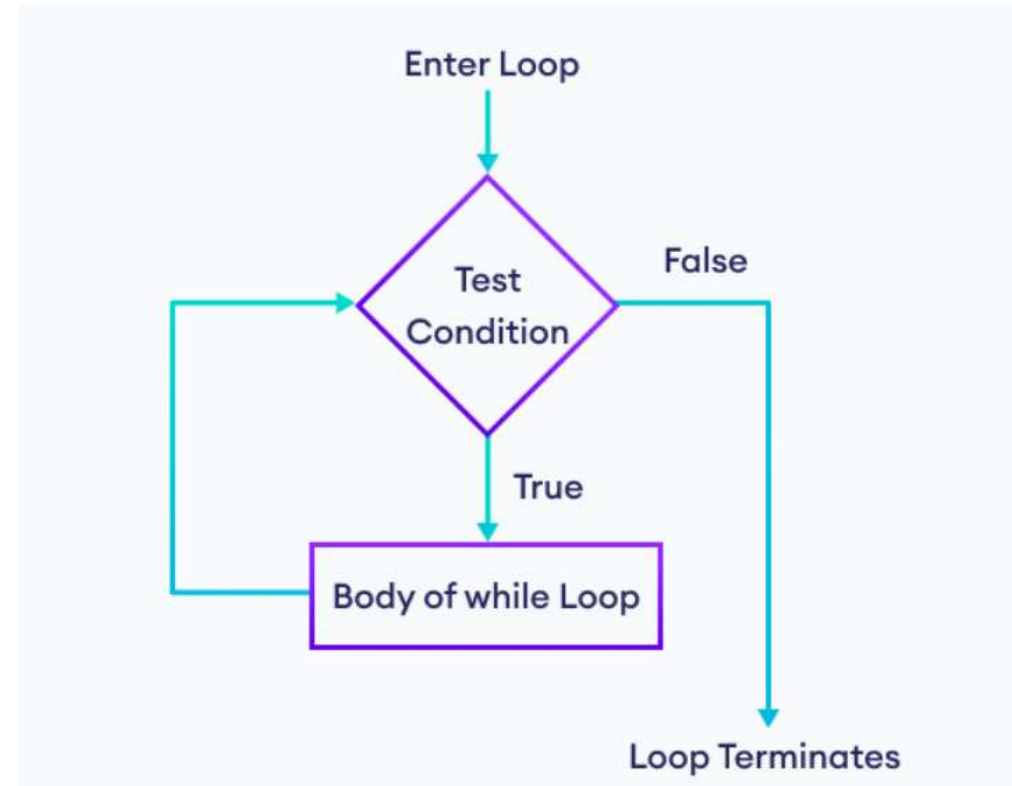 Enter Loop
False
Test
Condition
True
Body of while Loop
Loop Terminates